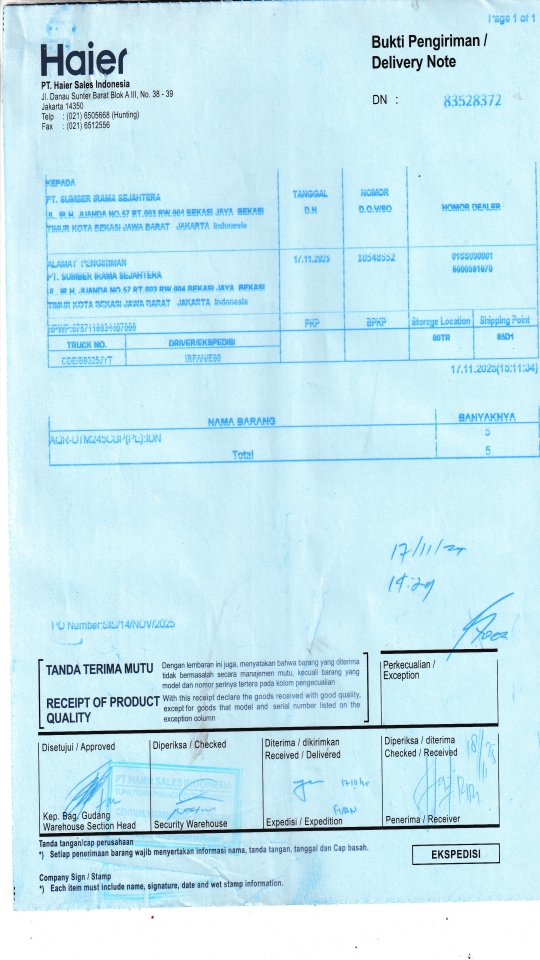 Page 1 of 1
Haier
Bukti Pengiriman /
Delivery Note
PT. Haier Sales Indonesia
Jl. Danau Sunter Barat Blok A III, No. 38 - 39
Jakarta 14350
Telp : (021) 6505668 (Hunting)
Fax : (021) 6512556
DN : 83528372
KEPADA
PT. SUMBER IRAMA SEJAHTERA
JL. IR.H. JUANDA NO.57 RT.003 RW.004 BEKASI JAYA BEKASI
TIMUR KOTA BEKASI JAWA BARAT JAKARTA Indonesia
TANGGAL
D.N
NOMOR
D.O.V/SO
NOMOR DEALER
ALAMAT PENGIRIMAN
PT. SUMBER IRAMA SEJAHTERA
JL. IR.H. JUANDA NO.57 RT.003 RW.004 BEKASI JAYA BEKASI
TIMUR KOTA BEKASI JAWA BARAT JAKARTA Indonesia
17.11.2025
10548552
PKP
BPKP
Storege Location
Shipping Point
TRUCK NO.
DRIVER/EKSPEDISI
17.11.2025(15:11:34)
NAMA BARANG
BANYAKNYA
5
Total
5
17/11/25
PO Number:SIS/14/NOV/2025
TANDA TERIMA MUTU
Dengan lembaran ini juga, menyatakan bahwa barang yang diterima
tidak bermasalah secara manajemen mutu, kecuali barang yang
model dan nomor serinya tertera pada kolom pengecualian
RECEIPT OF PRODUCT
QUALITY
With this receipt declare the goods received with good quality,
except for goods that model and serial number listed on the
exception column
Perkecualian /
Exception
Disetujui / Approved
Diperiksa / Checked
Diterima / dikirimkan
Received / Delivered
Diperiksa / diterima
Checked / Received
18/11/25
PT HAIER SALES INDONESIA
Kep. Bag. Gudang
Warehouse Section Head
Security Warehouse
Expedisi / Expedition
Penerima / Receiver
Tanda tangan/cap perusahaan
*) Setiap penerimaan barang wajib menyertakan informasi nama, tanda tangan, tanggal dan Cap basah.
EKSPEDISI
Company Sign / Stamp
*) Each item must include name, signature, date and wet stamp information.